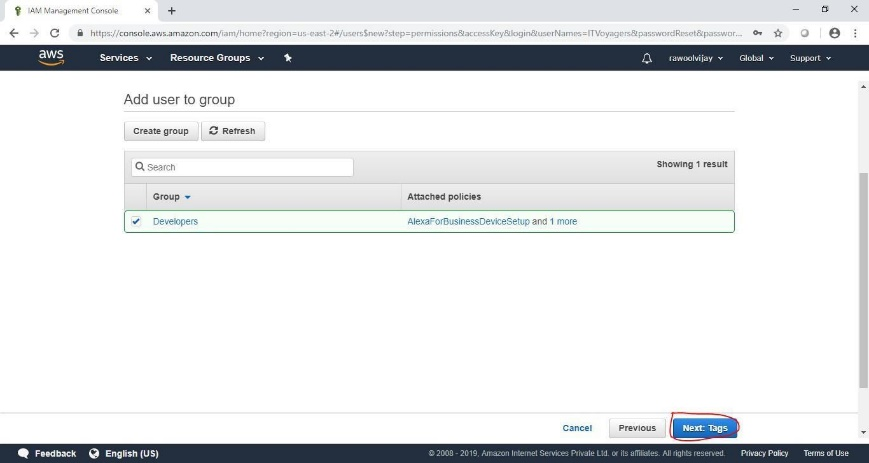 IAM Management Console
https://console.aws.amazon.com/iam/home?region=us-east-2#/users$new?step=permissions&accessKey&login&userNames=ITVoyagers&passwordReset&passwor...
aws
Services
Resource Groups
rawoolvijay
Global
Support
Add user to group
Create group
Refresh
Search
Showing 1 result
Group
Attached policies
Developers
AlexaForBusinessDeviceSetup and 1 more
Cancel
Previous
Next: Tags
Feedback
English (US)
© 2008 - 2019, Amazon Internet Services Private Ltd. or its affiliates. All rights reserved.
Privacy Policy
Terms of Use